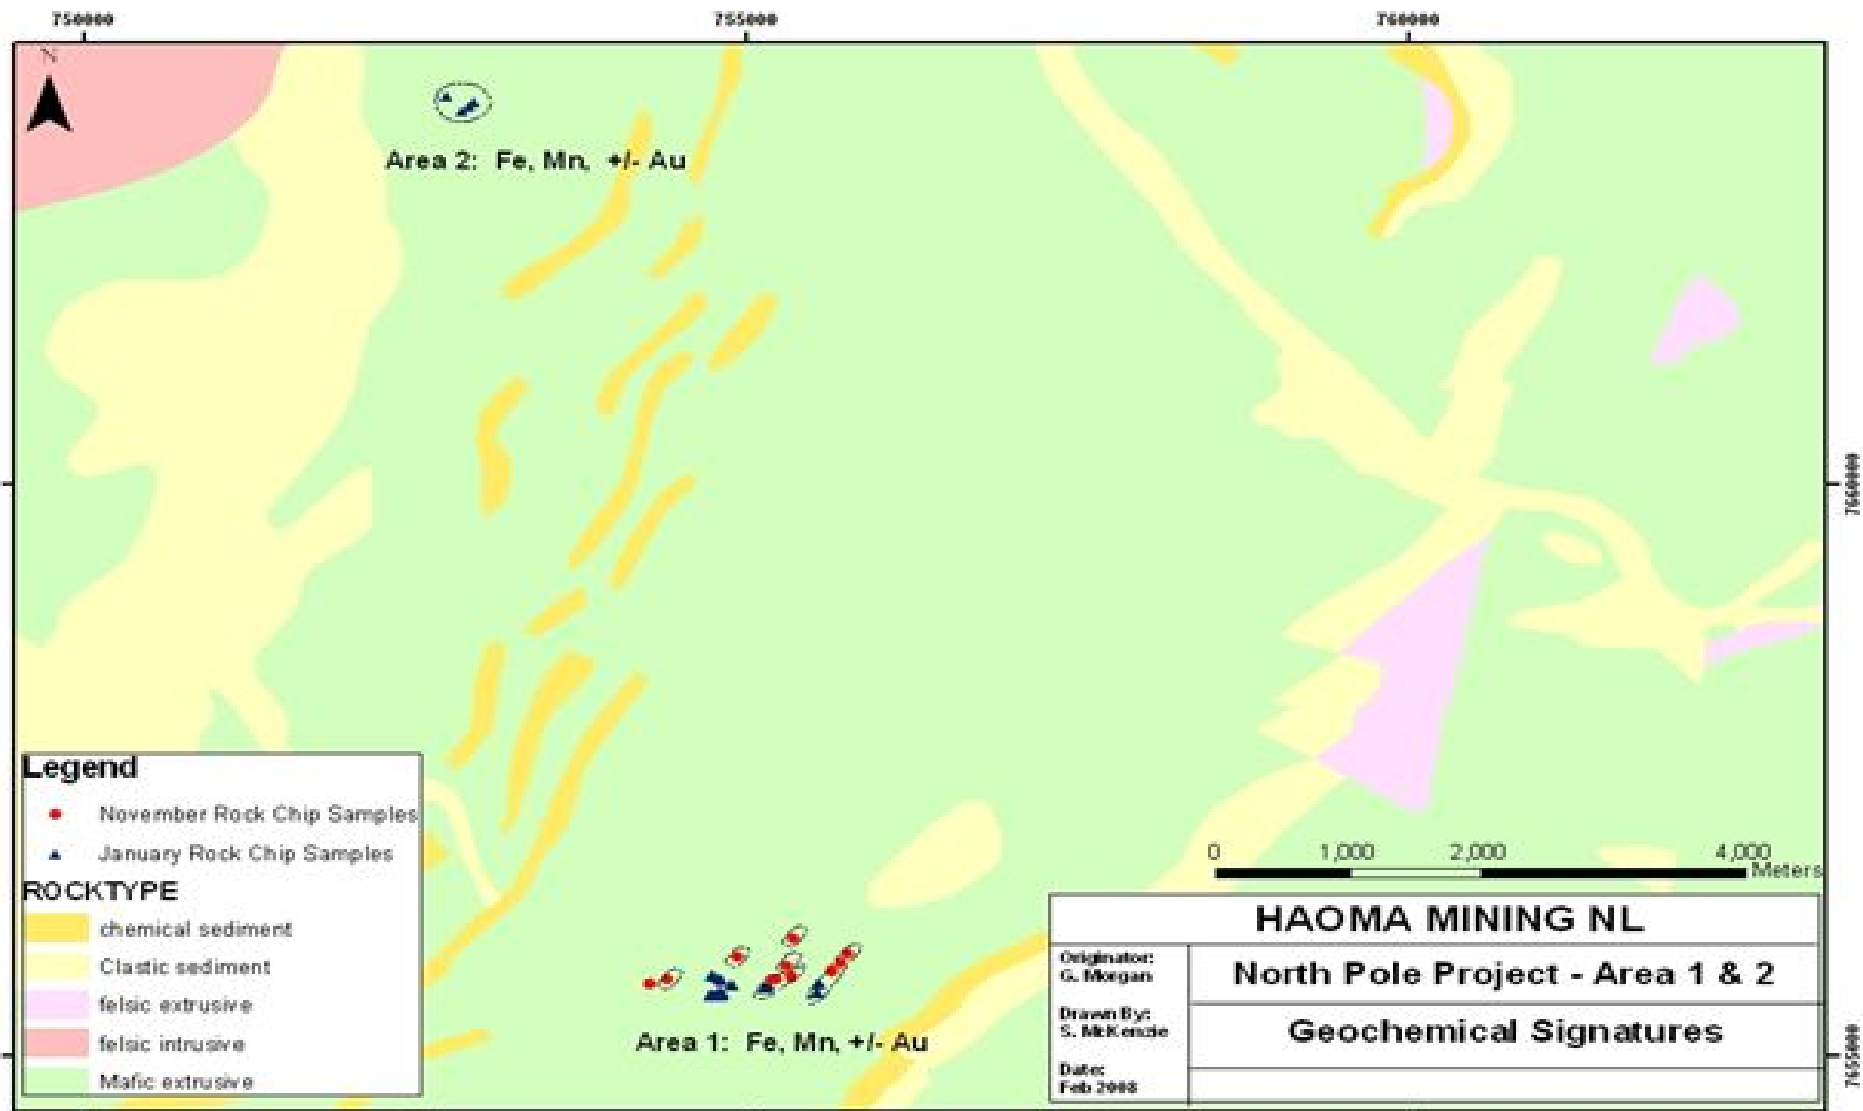 750000 755000 760000
N
Area 2: Fe, Mn, +/- Au
7660000
Legend
November Rock Chip Samples
January Rock Chip Samples
ROCKTYPE
chemical sediment
Clastic sediment
felsic extrusive
felsic intrusive
Mafic extrusive
Area 1: Fe, Mn, +/- Au
0 1,000 2,000 4,000
Meters
HAOMA MINING NL
Originator:
G. Morgan
North Pole Project - Area 1 & 2
Drawn By:
S. McKenzie
Geochemical Signatures
Date:
Feb 2008
7655000